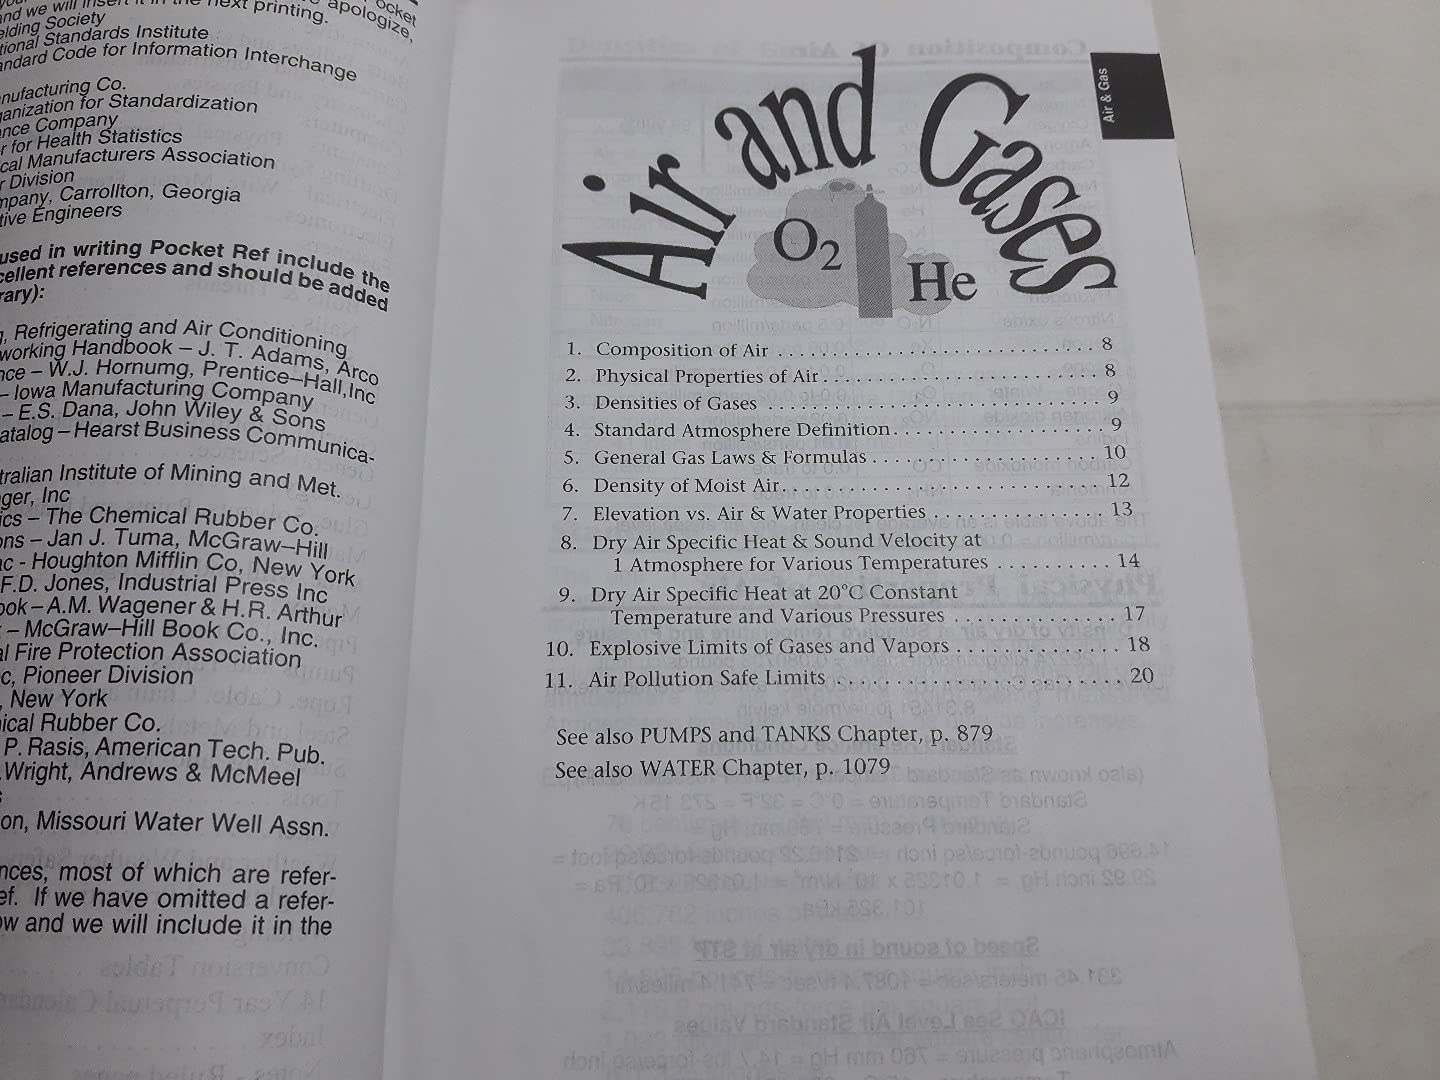 ocket
and we will insert it in the next printing.
apologize,
elding Society
tional Standards Institute
andard Code for Information Interchange
nufacturing Co.
ganization for Standardization
ance Company
r for Health Statistics
ical Manufacturers Association
r Division
mpany, Carrollton, Georgia
tive Engineers
used in writing Pocket Ref include the
cellent references and should be added
rary):
g, Refrigerating and Air Conditioning
working Handbook – J. T. Adams, Arco
nce – W.J. Hornumg, Prentice–Hall,Inc
– Iowa Manufacturing Company
– E.S. Dana, John Wiley & Sons
atalog – Hearst Business Communica-
tralian Institute of Mining and Met.
ger, Inc
ics – The Chemical Rubber Co.
ons – Jan J. Tuma, McGraw–Hill
ac - Houghton Mifflin Co, New York
F.D. Jones, Industrial Press Inc
ook – A.M. Wagener & H.R. Arthur
– McGraw–Hill Book Co., Inc.
al Fire Protection Association
c, Pioneer Division
, New York
nical Rubber Co.
P. Rasis, American Tech. Pub.
Wright, Andrews & McMeel
s
on, Missouri Water Well Assn.
nces, most of which are refer-
ef. If we have omitted a refer-
ow and we will include it in the
Air & Gas
Air and Gases
O2
He
1. Composition of Air . . . . . . . . . . . . . . . . . . . . . . . . . . . . . . 8
2. Physical Properties of Air . . . . . . . . . . . . . . . . . . . . . . . . . . 8
3. Densities of Gases . . . . . . . . . . . . . . . . . . . . . . . . . . . . . . 9
4. Standard Atmosphere Definition . . . . . . . . . . . . . . . . . . . . 9
5. General Gas Laws & Formulas . . . . . . . . . . . . . . . . . . . . . 10
6. Density of Moist Air . . . . . . . . . . . . . . . . . . . . . . . . . . . . 12
7. Elevation vs. Air & Water Properties . . . . . . . . . . . . . . . 13
8. Dry Air Specific Heat & Sound Velocity at
1 Atmosphere for Various Temperatures . . . . . . . . . . 14
9. Dry Air Specific Heat at 20°C Constant
Temperature and Various Pressures . . . . . . . . . . . . . . 17
10. Explosive Limits of Gases and Vapors . . . . . . . . . . . . . 18
11. Air Pollution Safe Limits . . . . . . . . . . . . . . . . . . . . . . . . 20
See also PUMPS and TANKS Chapter, p. 879
See also WATER Chapter, p. 1079